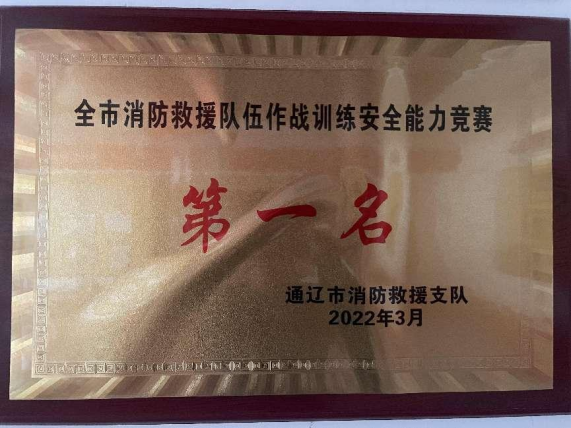 全市消防救援队伍作战训练安全能力竞赛
第一名
通辽市消防救援支队
2022年3月